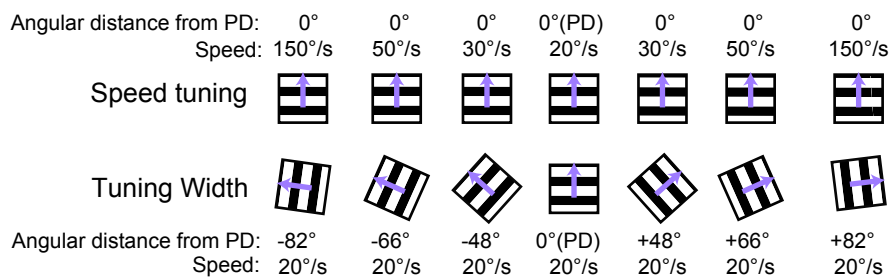 Angular distance from PD: 0° 0° 0° 0°(PD) 0° 0° 0°
Speed: 150°/s 50°/s 30°/s 20°/s 30°/s 50°/s 150°/s
Speed tuning
Tuning Width
Angular distance from PD: -82° -66° -48° 0°(PD) +48° +66° +82°
Speed: 20°/s 20°/s 20°/s 20°/s 20°/s 20°/s 20°/s